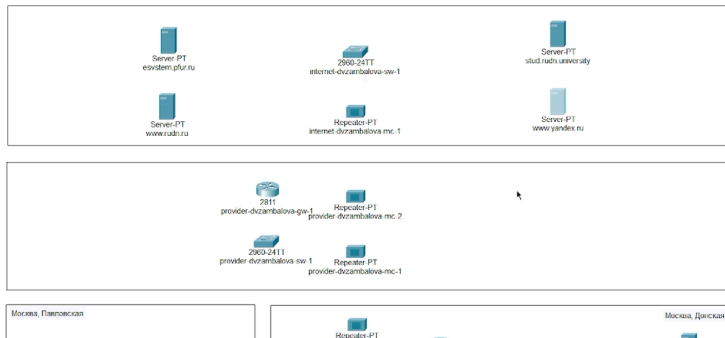 Server-PT
esystem.pfur.ru
2960-24TT
internet-dvzambalova-sw-1
Server-PT
stud.rudn.university
Server-PT
www.rudn.ru
Repeater-PT
internet-dvzambalova-mc-1
Server-PT
www.yandex.ru
2811
provider-dvzambalova-gw-1
Repeater-PT
provider-dvzambalova-mc-2
2960-24TT
provider-dvzambalova-sw-1
Repeater-PT
provider-dvzambalova-mc-1
Москва, Павловская
Москва, Донская
Repeater-PT